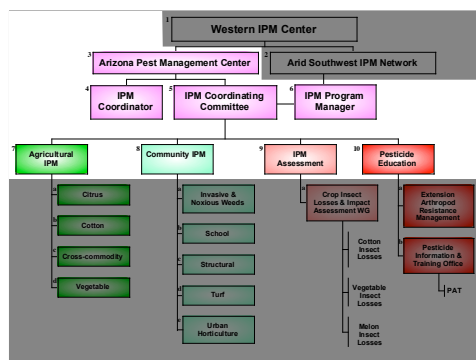 1
Western IPM Center
3
Arizona Pest Management Center
2
Arid Southwest IPM Network
4
IPM
Coordinator
5
IPM Coordinating
Committee
6
IPM Program
Manager
7
Agricultural
IPM
8
Community IPM
9
IPM
Assessment
10
Pesticide
Education
a
Citrus
b
Cotton
c
Cross-commodity
d
Vegetable
a
Invasive &
Noxious Weeds
b
School
c
Structural
d
Turf
e
Urban
Horticulture
a
Crop Insect
Losses & Impact
Assessment WG
Cotton
Insect
Losses
Vegetable
Insect
Losses
Melon
Insect
Losses
a
Extension
Arthropod
Resistance
Management
b
Pesticide
Information &
Training Office
PAT